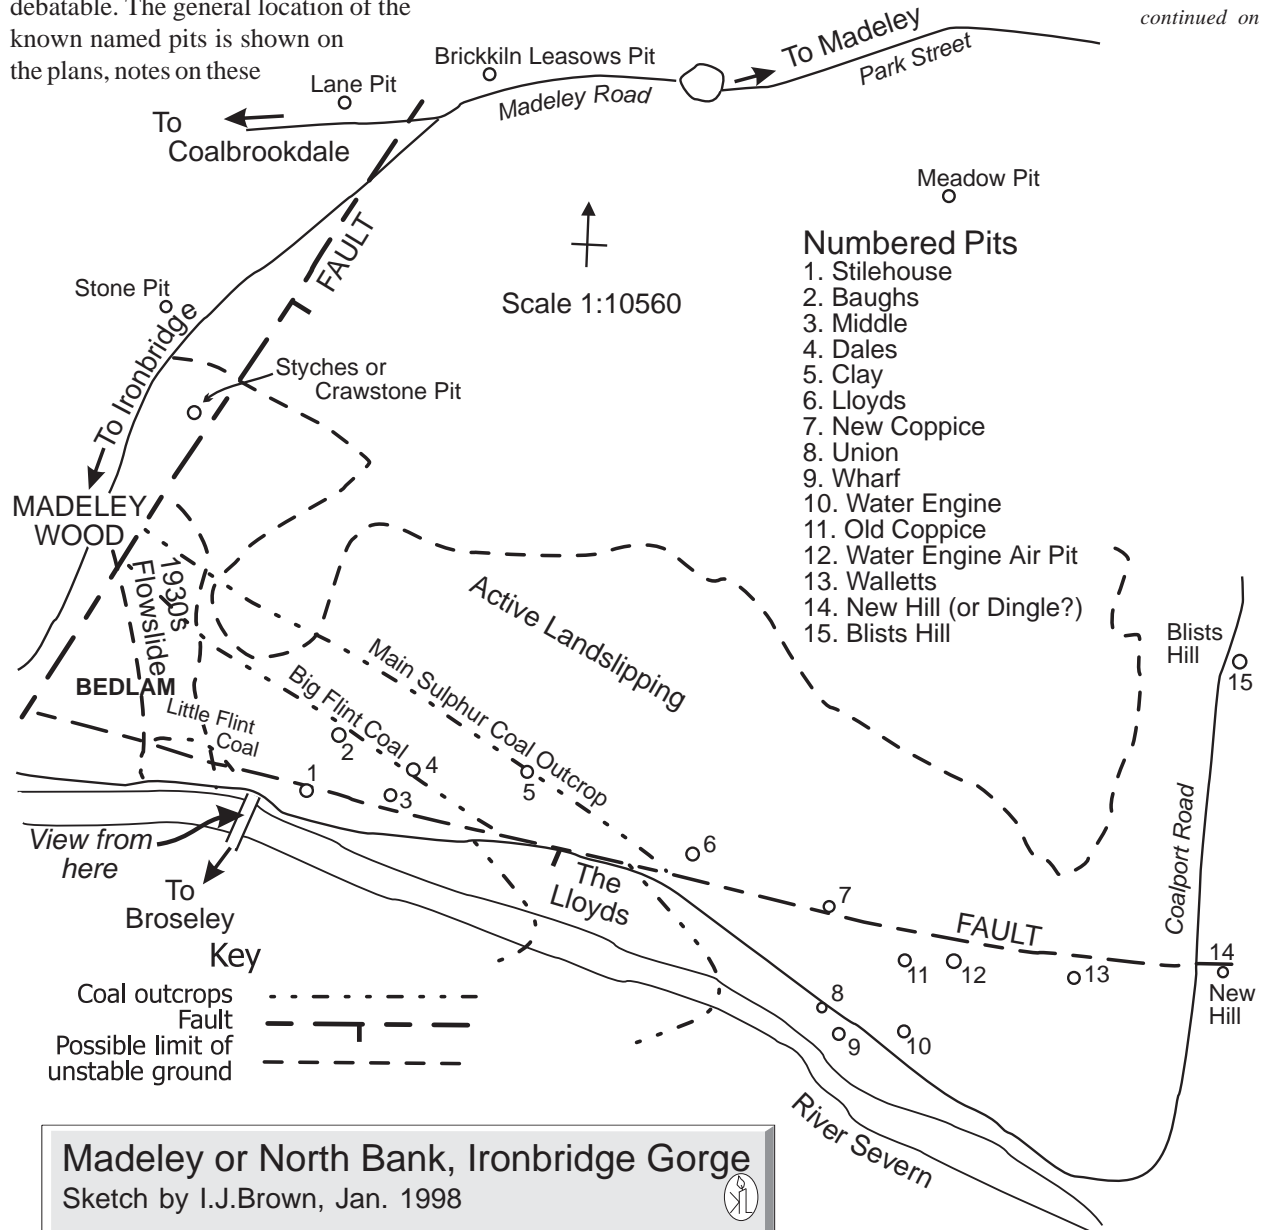 debatable. The general location of the
known named pits is shown on
the plans, notes on these
continued on
Brickkiln Leasows Pit
To Madeley
Park Street
Lane Pit
Madeley Road
To
Coalbrookdale
Meadow Pit
FAULT
Numbered Pits
1. Stilehouse
2. Baughs
3. Middle
4. Dales
5. Clay
6. Lloyds
7. New Coppice
8. Union
9. Wharf
10. Water Engine
11. Old Coppice
12. Water Engine Air Pit
13. Walletts
14. New Hill (or Dingle?)
15. Blists Hill
Stone Pit
Scale 1:10560
To Ironbridge
Styches or
Crawstone Pit
MADELEY
WOOD
1930s
Flowslide
Active Landslipping
Blists
Hill
15
Main Sulphur Coal Outcrop
BEDLAM
Big Flint Coal
Little Flint
Coal
2
4
1
3
5
6
View from
here
The
Lloyds
7
Coalport Road
To
Broseley
FAULT
11
12
13
14
New
Hill
8
9
10
Key
Coal outcrops
Fault
Possible limit of
unstable ground
River Severn
Madeley or North Bank, Ironbridge Gorge
Sketch by I.J.Brown, Jan. 1998